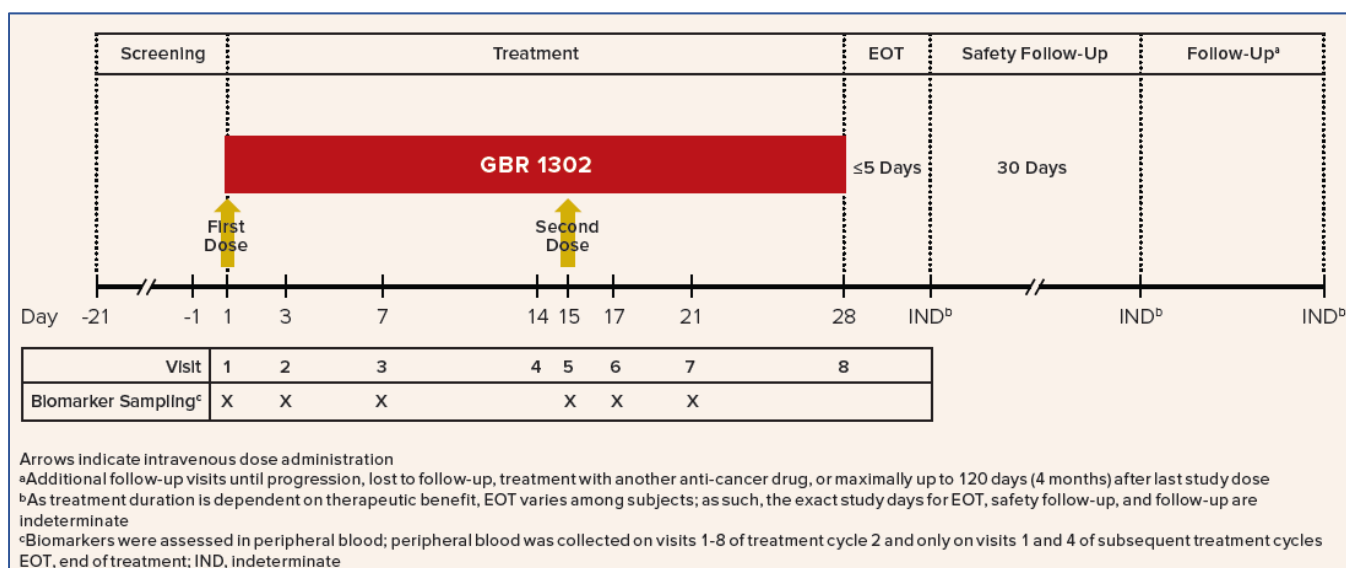 Screening Treatment EOT Safety Follow-Up Follow-Upᵃ
GBR 1302
≤5 Days
30 Days
First
Dose
Second
Dose
Day -21 -1 1 3 7 14 15 17 21 28 INDᵇ INDᵇ INDᵇ
Visit 1 2 3 4 5 6 7 8
Biomarker Samplingᶜ X X X X X X
Arrows indicate intravenous dose administration
ᵃAdditional follow-up visits until progression, lost to follow-up, treatment with another anti-cancer drug, or maximally up to 120 days (4 months) after last study dose
ᵇAs treatment duration is dependent on therapeutic benefit, EOT varies among subjects; as such, the exact study days for EOT, safety follow-up, and follow-up are
indeterminate
ᶜBiomarkers were assessed in peripheral blood; peripheral blood was collected on visits 1-8 of treatment cycle 2 and only on visits 1 and 4 of subsequent treatment cycles
EOT, end of treatment; IND, indeterminate